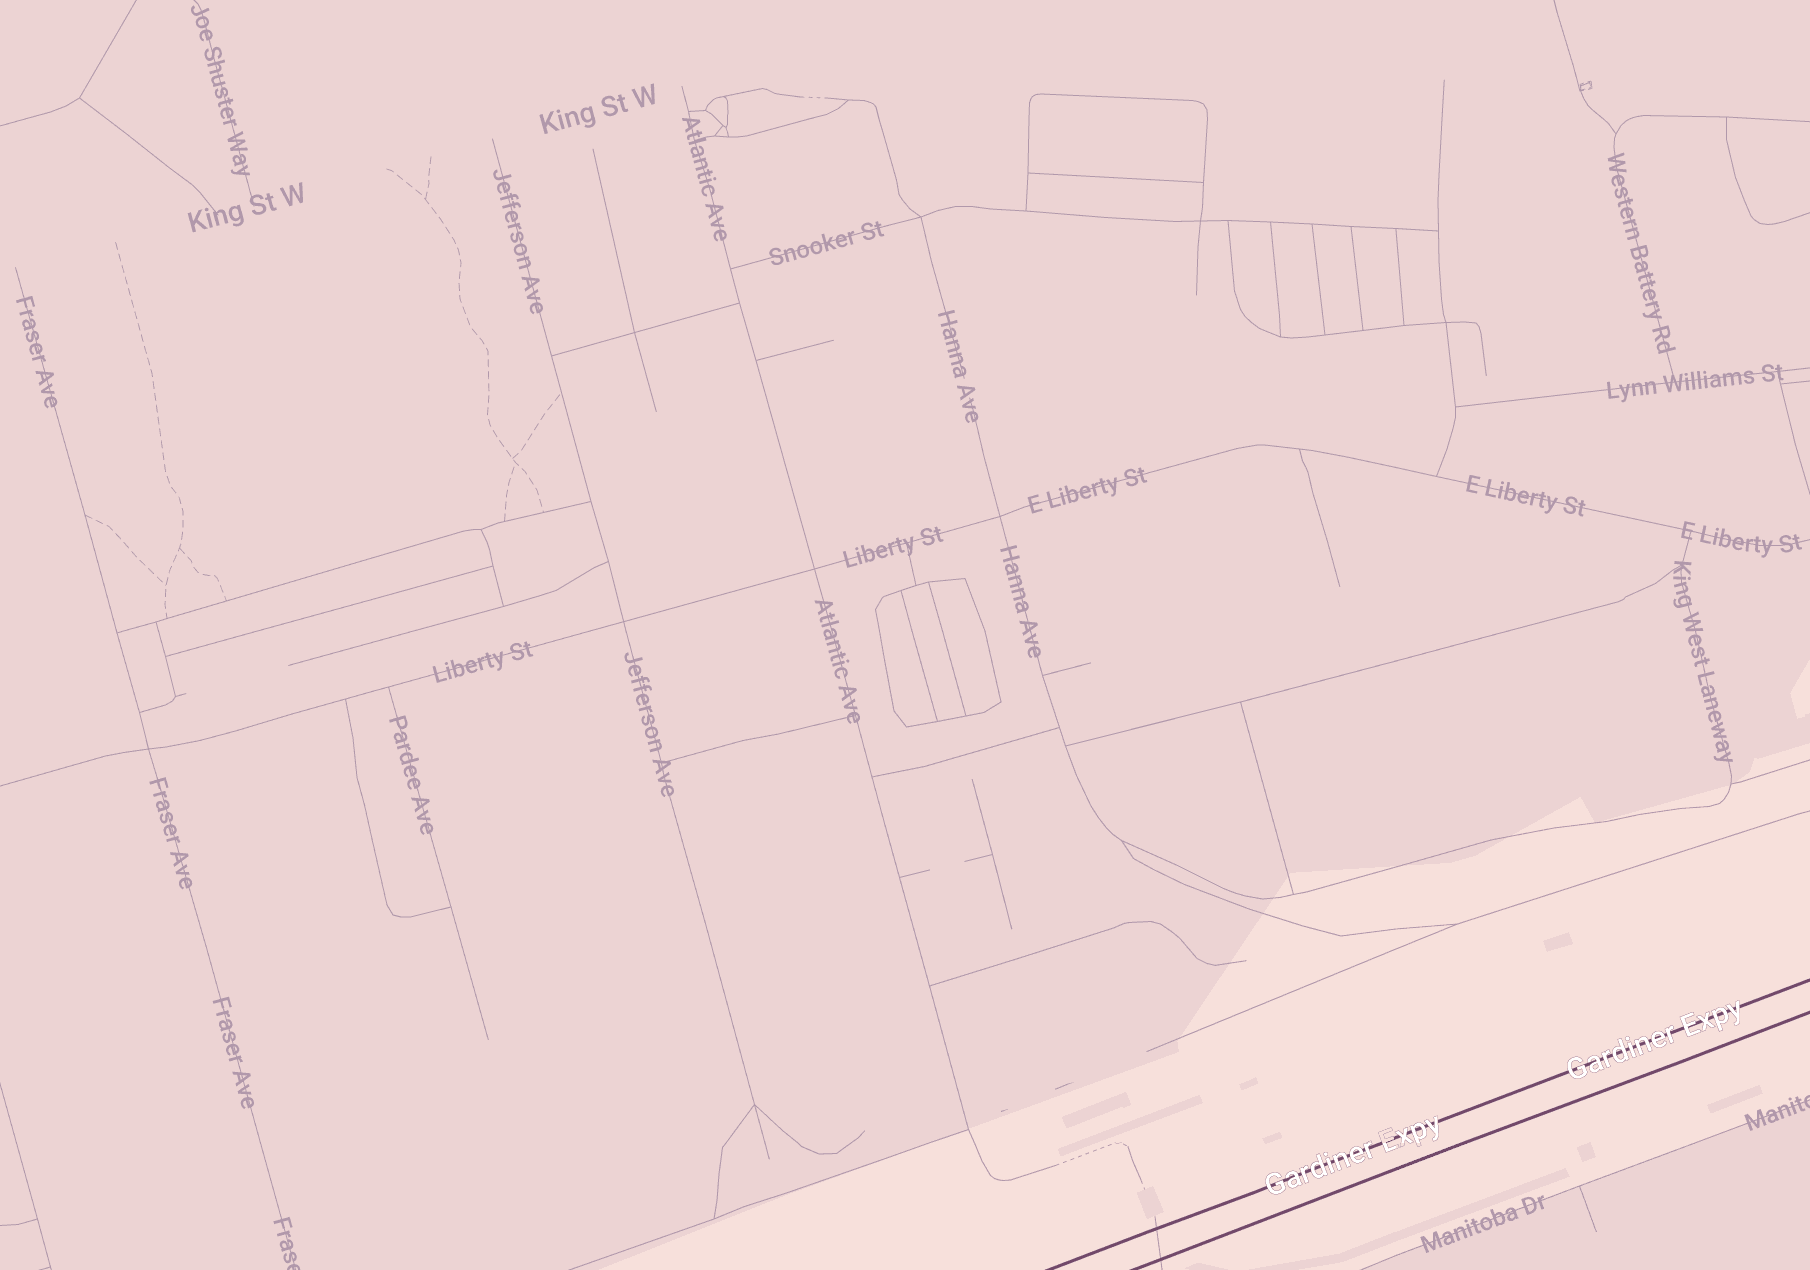 Joe Shuster Way
King St W
King St W
Atlantic Ave
Jefferson Ave
Snooker St
Western Battery Rd
Fraser Ave
Hanna Ave
Lynn Williams St
E Liberty St
E Liberty St
E Liberty St
Liberty St
Hanna Ave
King West Laneway
Atlantic Ave
Liberty St
Jefferson Ave
Pardee Ave
Fraser Ave
Fraser Ave
Gardiner Expy
Gardiner Expy
Manito
Manitoba Dr
Frase